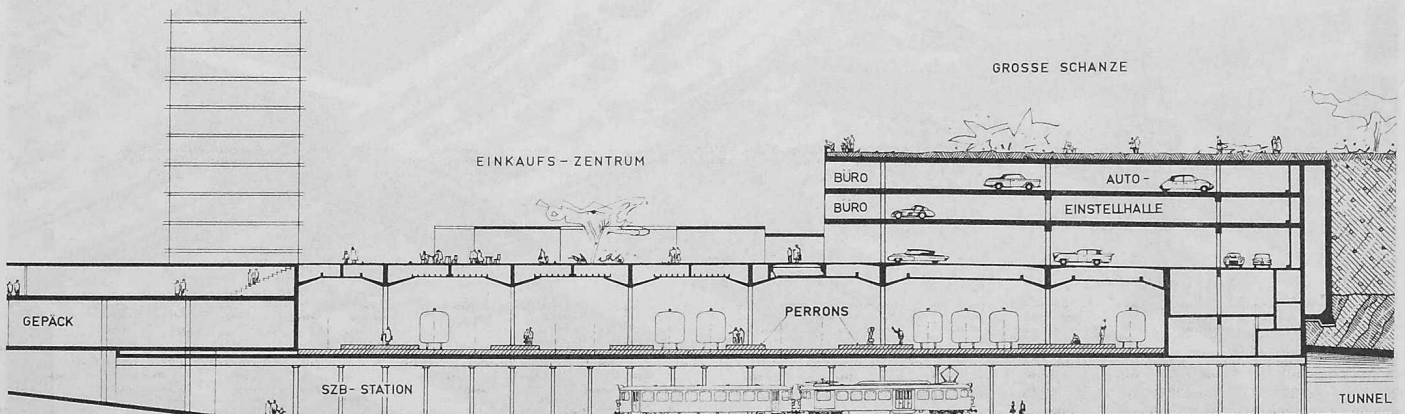 GROSSE SCHANZE
EINKAUFS-ZENTRUM
BÜRO
AUTO-
BÜRO
EINSTELLHALLE
GEPÄCK
PERRONS
SZB-STATION
TUNNEL